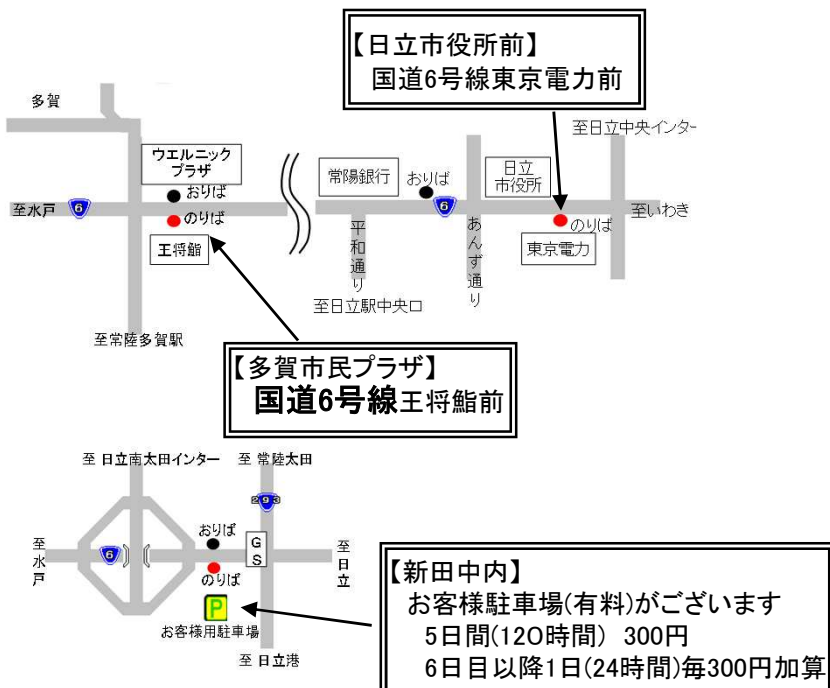 【日立市役所前】
国道6号線東京電力前
多賀
至日立中央インター
ウエルニック
プラザ
おりば
常陽銀行
おりば
日立
市役所
至水戸
6
のりば
6
のりば
至いわき
王将鮨
平和通り
あんず通り
東京電力
至日立駅中央口
至常陸多賀駅
【多賀市民プラザ】
国道6号線王将鮨前
至 日立南太田インター
至 常陸太田
293
おりば
GS
至水戸
6
至日立
のりば
P
お客様用駐車場
至 日立港
【新田中内】
お客様駐車場(有料)がございます
5日間(120時間) 300円
6日目以降1日(24時間)毎300円加算